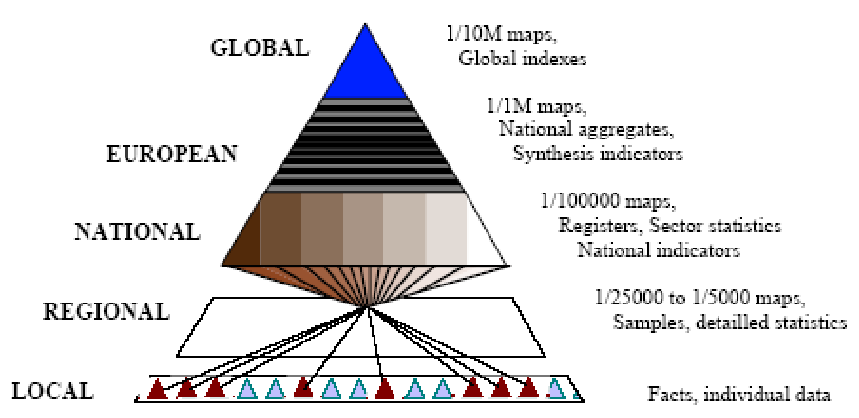 GLOBAL
1/10M maps,
Global indexes
EUROPEAN
1/1M maps,
National aggregates,
Synthesis indicators
NATIONAL
1/100000 maps,
Registers, Sector statistics
National indicators
REGIONAL
1/25000 to 1/5000 maps,
Samples, detailled statistics
LOCAL
Facts, individual data